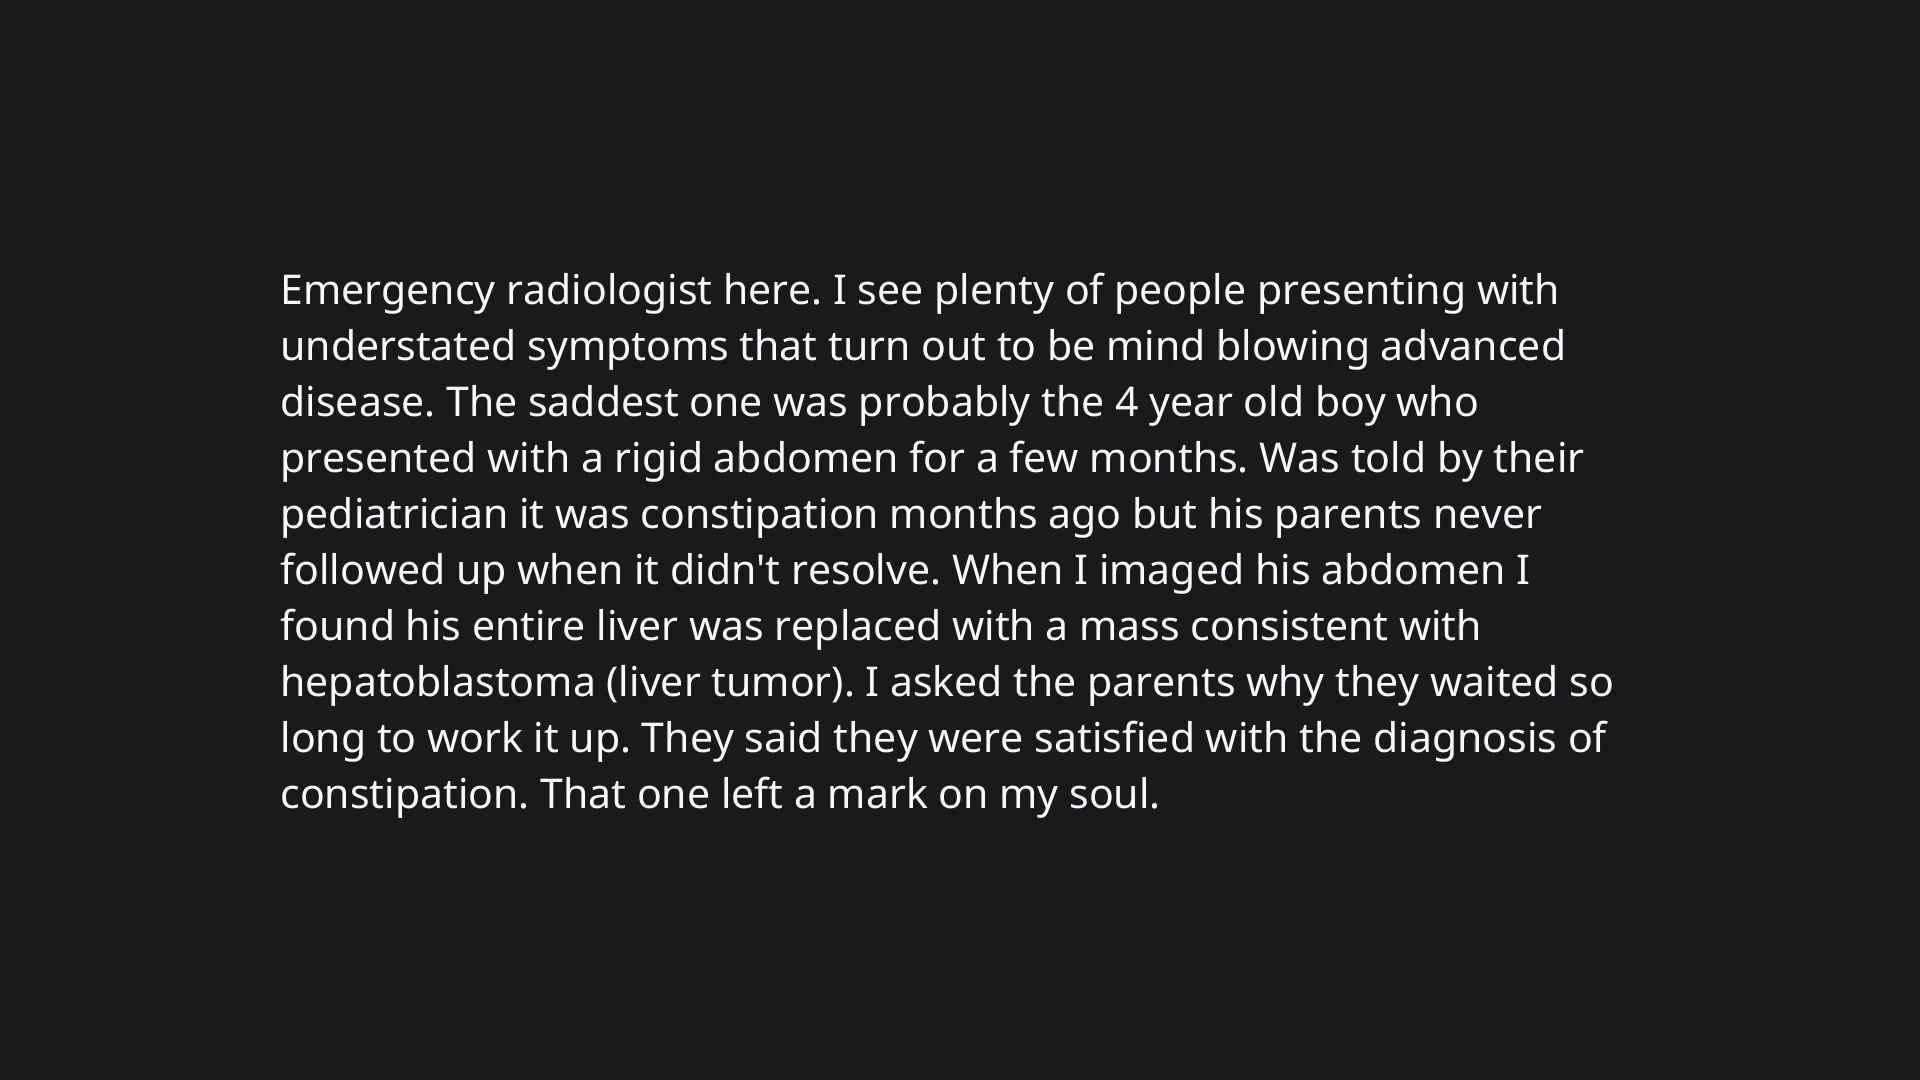 Emergency radiologist here. I see plenty of people presenting with
understated symptoms that turn out to be mind blowing advanced
disease. The saddest one was probably the 4 year old boy who
presented with a rigid abdomen for a few months. Was told by their
pediatrician it was constipation months ago but his parents never
followed up when it didn't resolve. When I imaged his abdomen I
found his entire liver was replaced with a mass consistent with
hepatoblastoma (liver tumor). I asked the parents why they waited so
long to work it up. They said they were satisfied with the diagnosis of
constipation. That one left a mark on my soul.